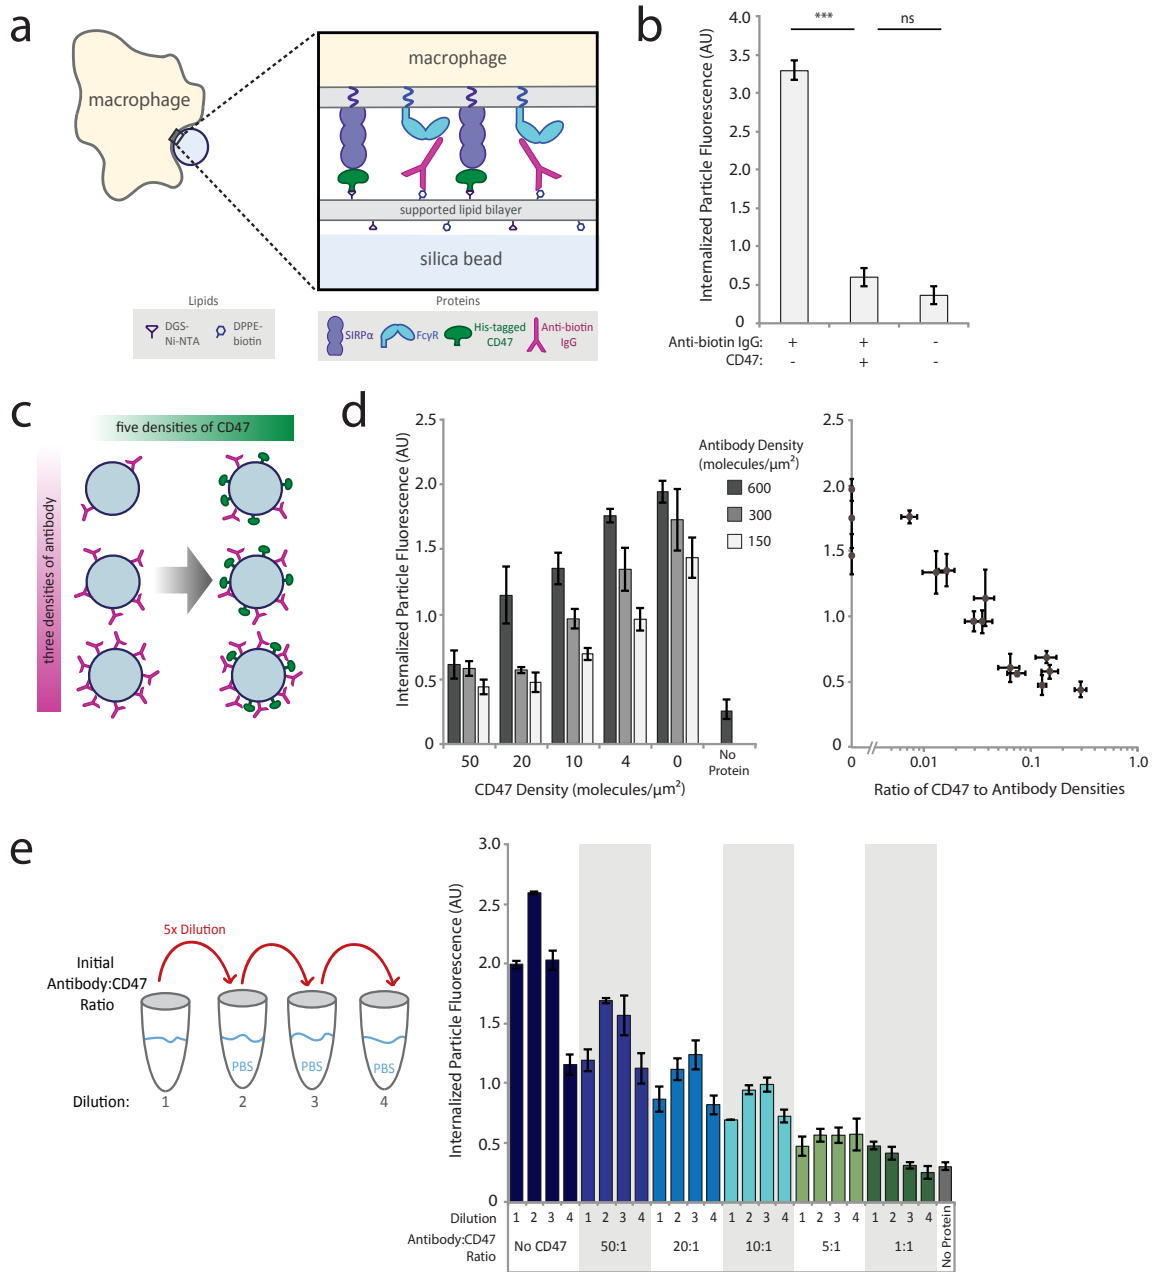 a
macrophage
macrophage
supported lipid bilayer
silica bead
Lipids
DGS-
Ni-NTA
DPPE-
biotin
Proteins
SIRPα
FcγR
His-tagged
CD47
Anti-biotin
IgG
b
Internalized Particle Fluorescence (AU)
4.0
3.5
3.0
2.5
2.0
1.5
1.0
0.5
0
***
ns
Anti-biotin IgG: + + -
CD47: - + -
c
five densities of CD47
three densities of antibody
d
Internalized Particle Fluorescence (AU)
2.5
2.0
1.5
1.0
0.5
0
50 20 10 4 0 No
Protein
CD47 Density (molecules/μm²)
Antibody Density
(molecules/μm²)
600
300
150
2.5
2.0
1.5
1.0
0.5
0
0 0.01 0.1 1.0
Ratio of CD47 to Antibody Densities
e
5x Dilution
Initial
Antibody:CD47
Ratio
PBS PBS PBS
Dilution: 1 2 3 4
Internalized Particle Fluorescence (AU)
3.0
2.5
2.0
1.5
1.0
0.5
0
Dilution 1 2 3 4 1 2 3 4 1 2 3 4 1 2 3 4 1 2 3 4 1 2 3 4
Antibody:CD47
Ratio
No CD47 50:1 20:1 10:1 5:1 1:1
No Protein